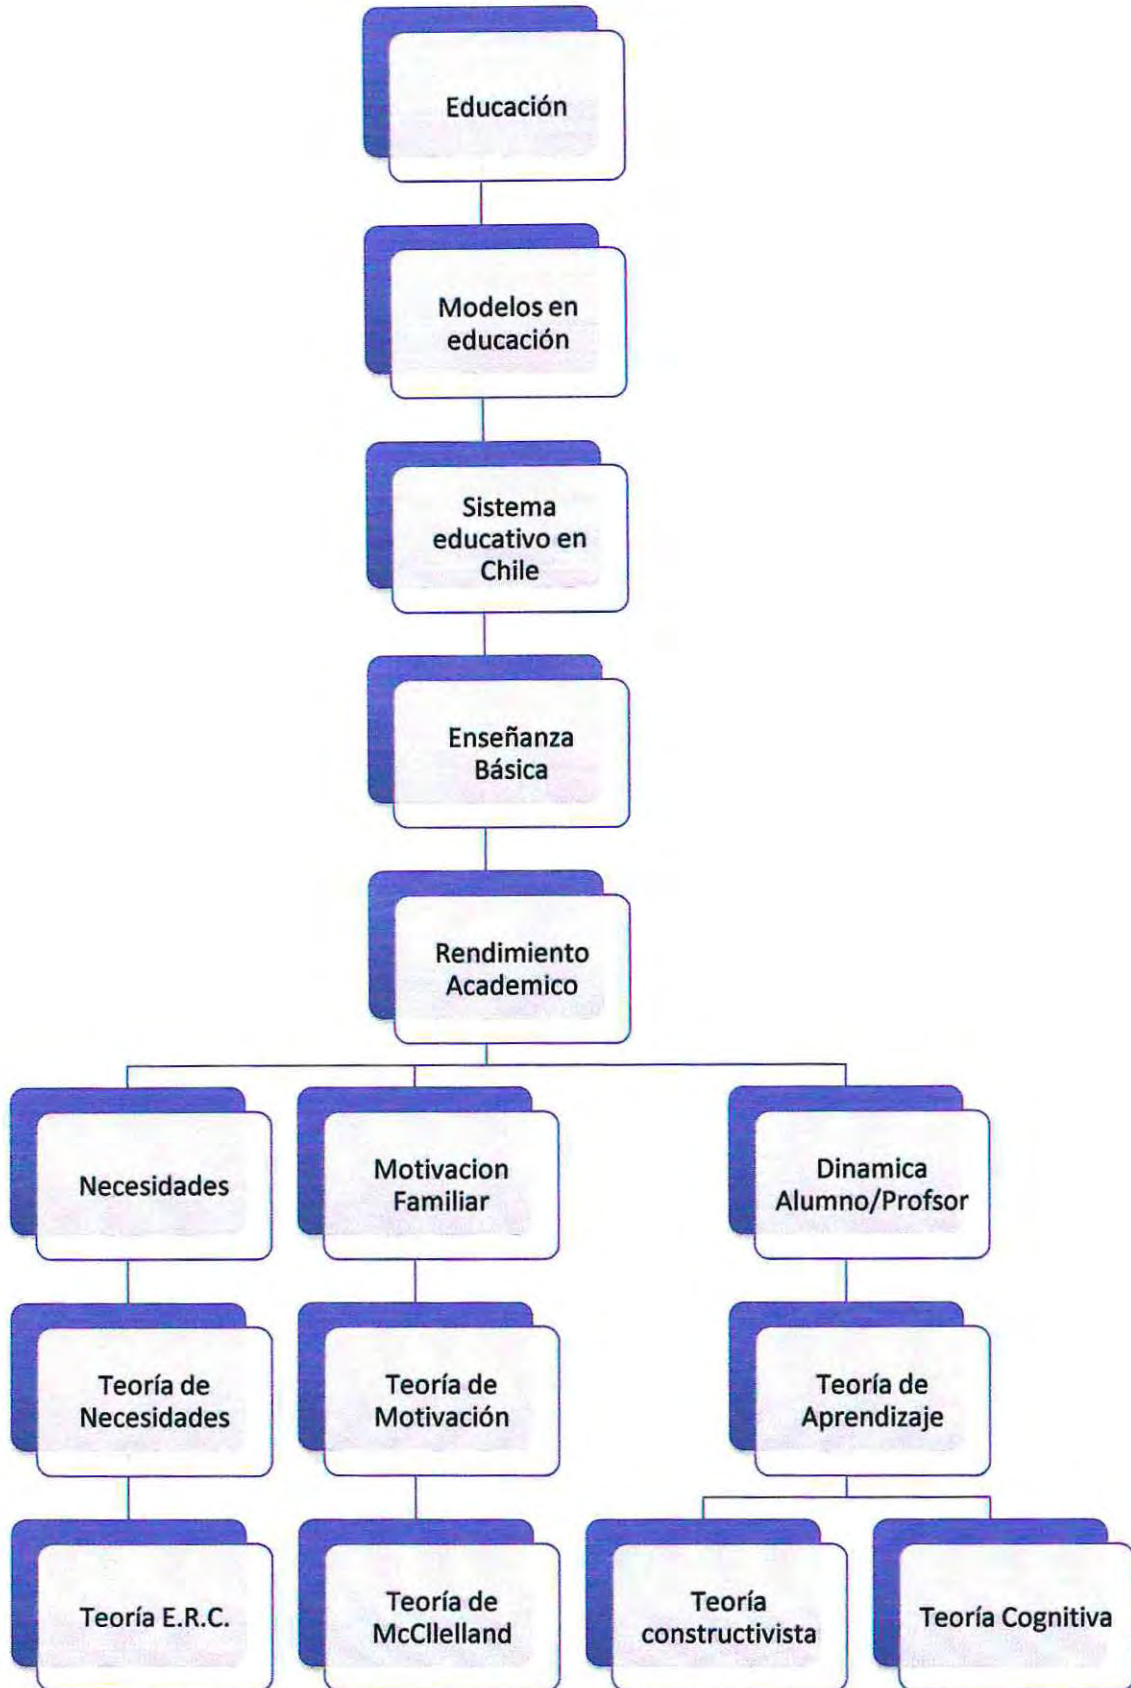 Educación
Modelos en
educación
Sistema
educativo en
Chile
Enseñanza
Básica
Rendimiento
Academico
Necesidades
Motivacion
Familiar
Dinamica
Alumno/Profsor
Teoría de
Necesidades
Teoría de
Motivación
Teoría de
Aprendizaje
Teoría E.R.C.
Teoría de
McCllelland
Teoría
constructivista
Teoría Cognitiva